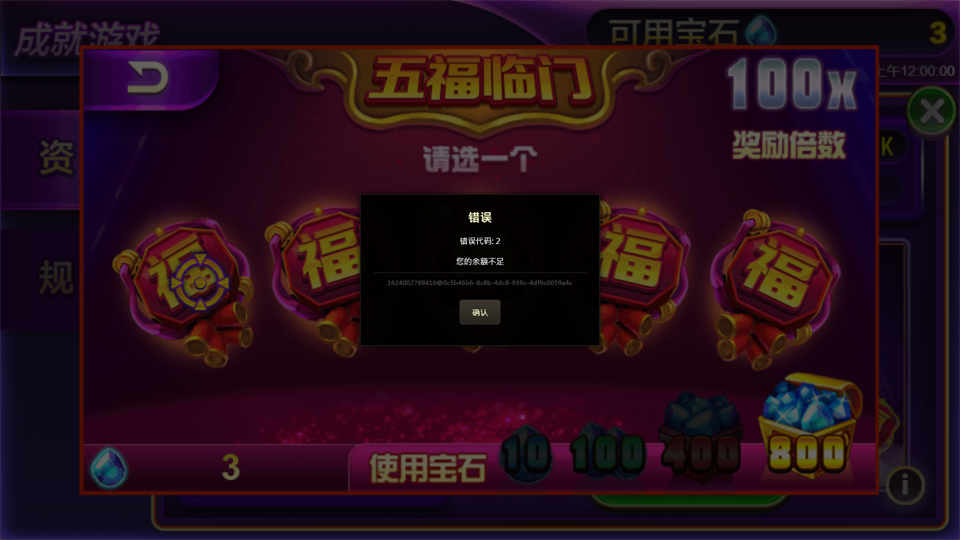 成就游戏
可用宝石
3
上午12:00:00
五福临门
100x
奖励倍数
请选一个
资
K
规
福
福
福
福
错误
错误代码: 2
您的余额不足
1624002769416@0c5b46b6-8c8b-4dc8-939c-4df9c0059a4c
确认
3
使用宝石
10
100
400
800
i